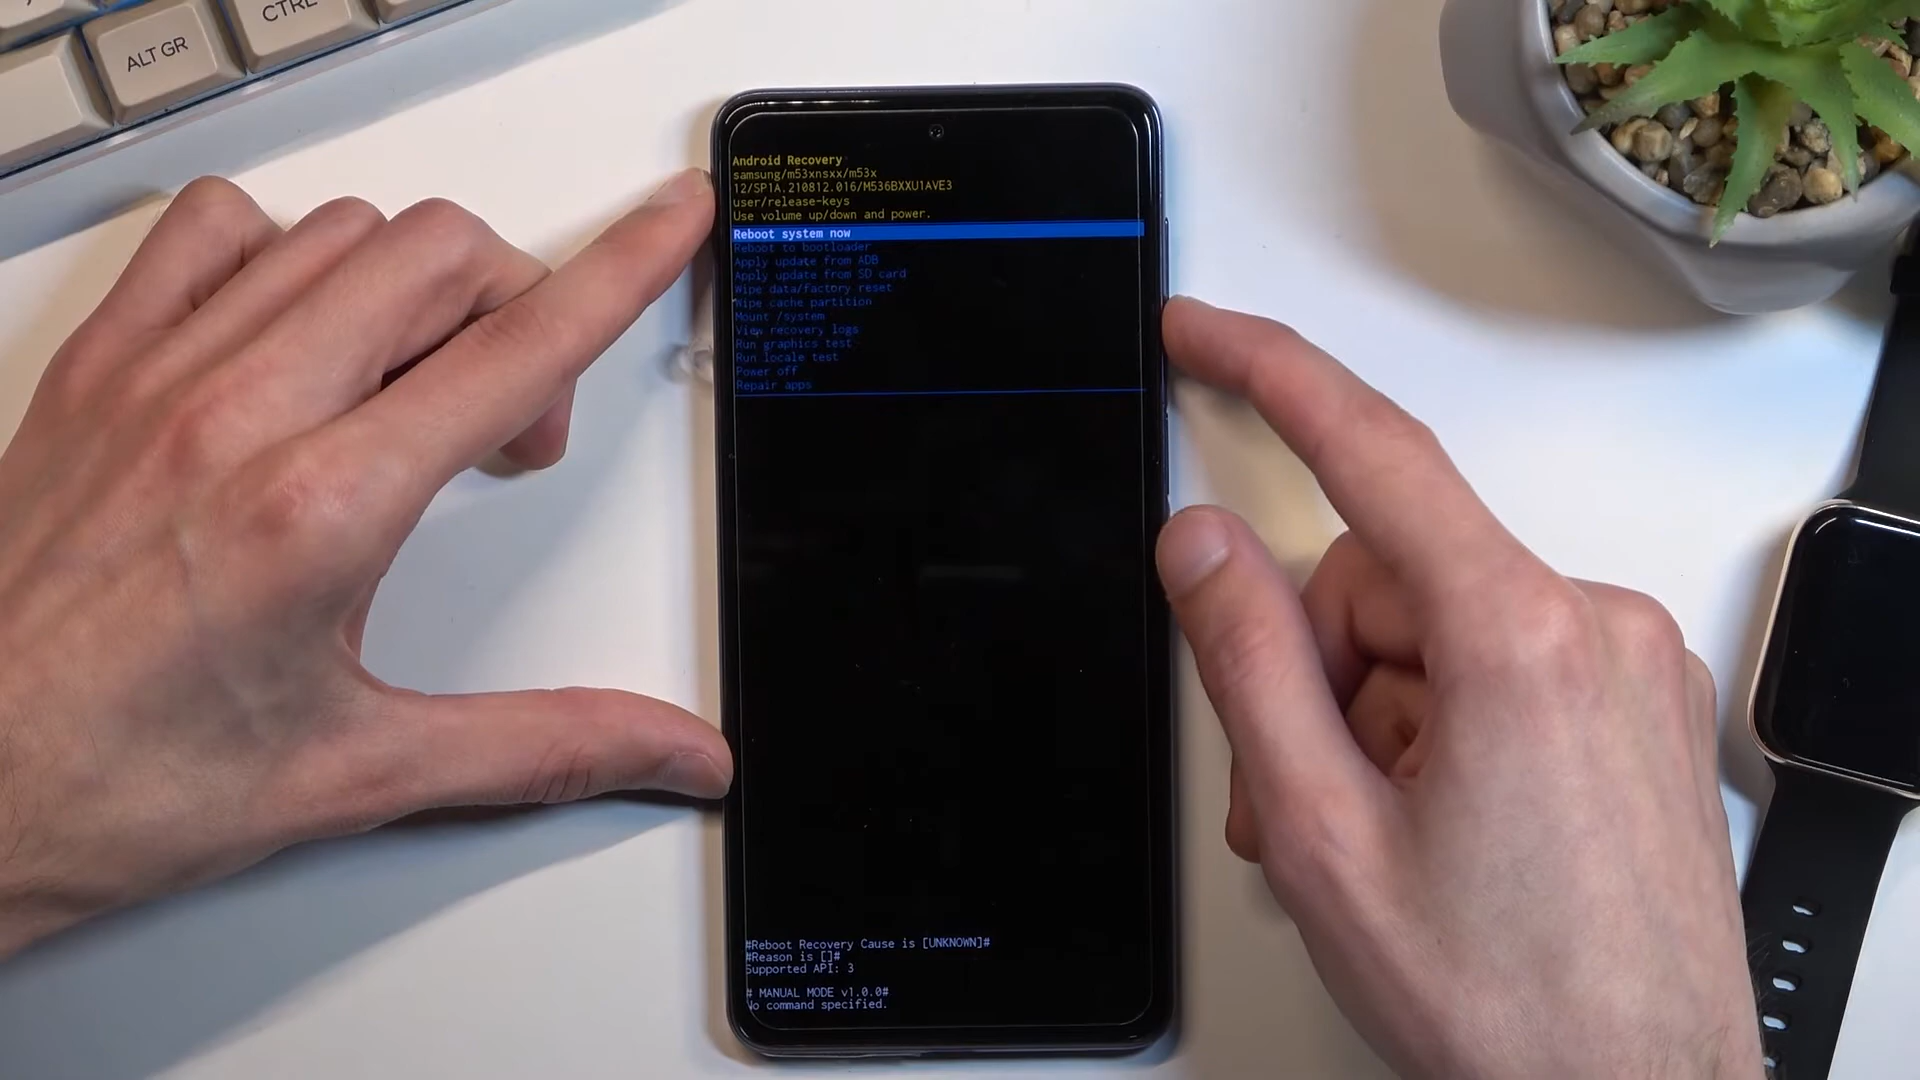 ALT GR
CTRL
Android Recovery
samsung/m53xnsxx/m53x
12/SP1A.210812.016/M536BXXU1AVE3
user/release-keys
Use volume up/down and power.
Reboot system now
Reboot to bootloader
Apply update from ADB
Apply update from SD card
Wipe data/factory reset
Wipe cache partition
Mount /system
View recovery logs
Run graphics test
Run locale test
Power off
Repair apps
#Reboot Recovery Cause is [UNKNOWN]#
#Reason is []#
Supported API: 3
# MANUAL MODE v1.0.0#
No command specified.